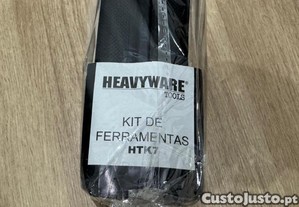 HEAVYWARE
TOOLS
KIT DE
FERRAMENTAS
HTK7
CustoJusto.pt